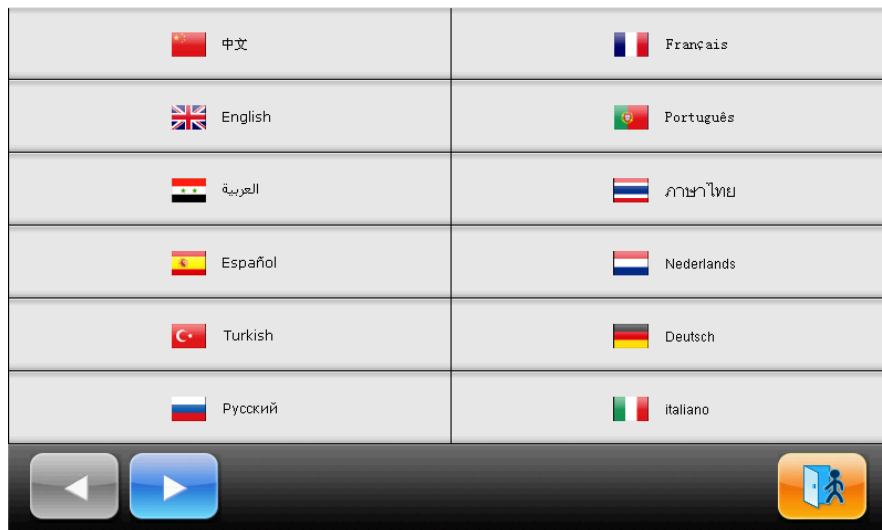 中文
Français
English
Português
العربية
ภาษาไทย
Español
Nederlands
Turkish
Deutsch
Русский
italiano